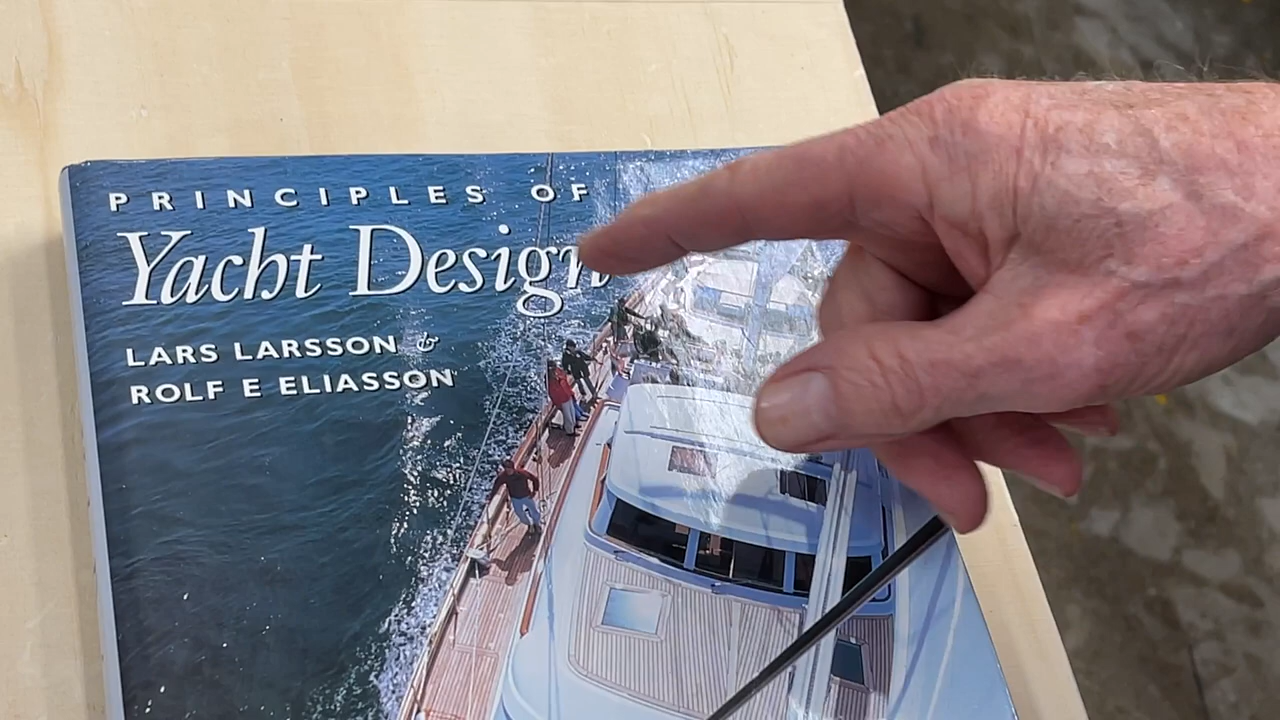 PRINCIPLES OF
Yacht Design
LARS LARSSON &
ROLF E ELIASSON